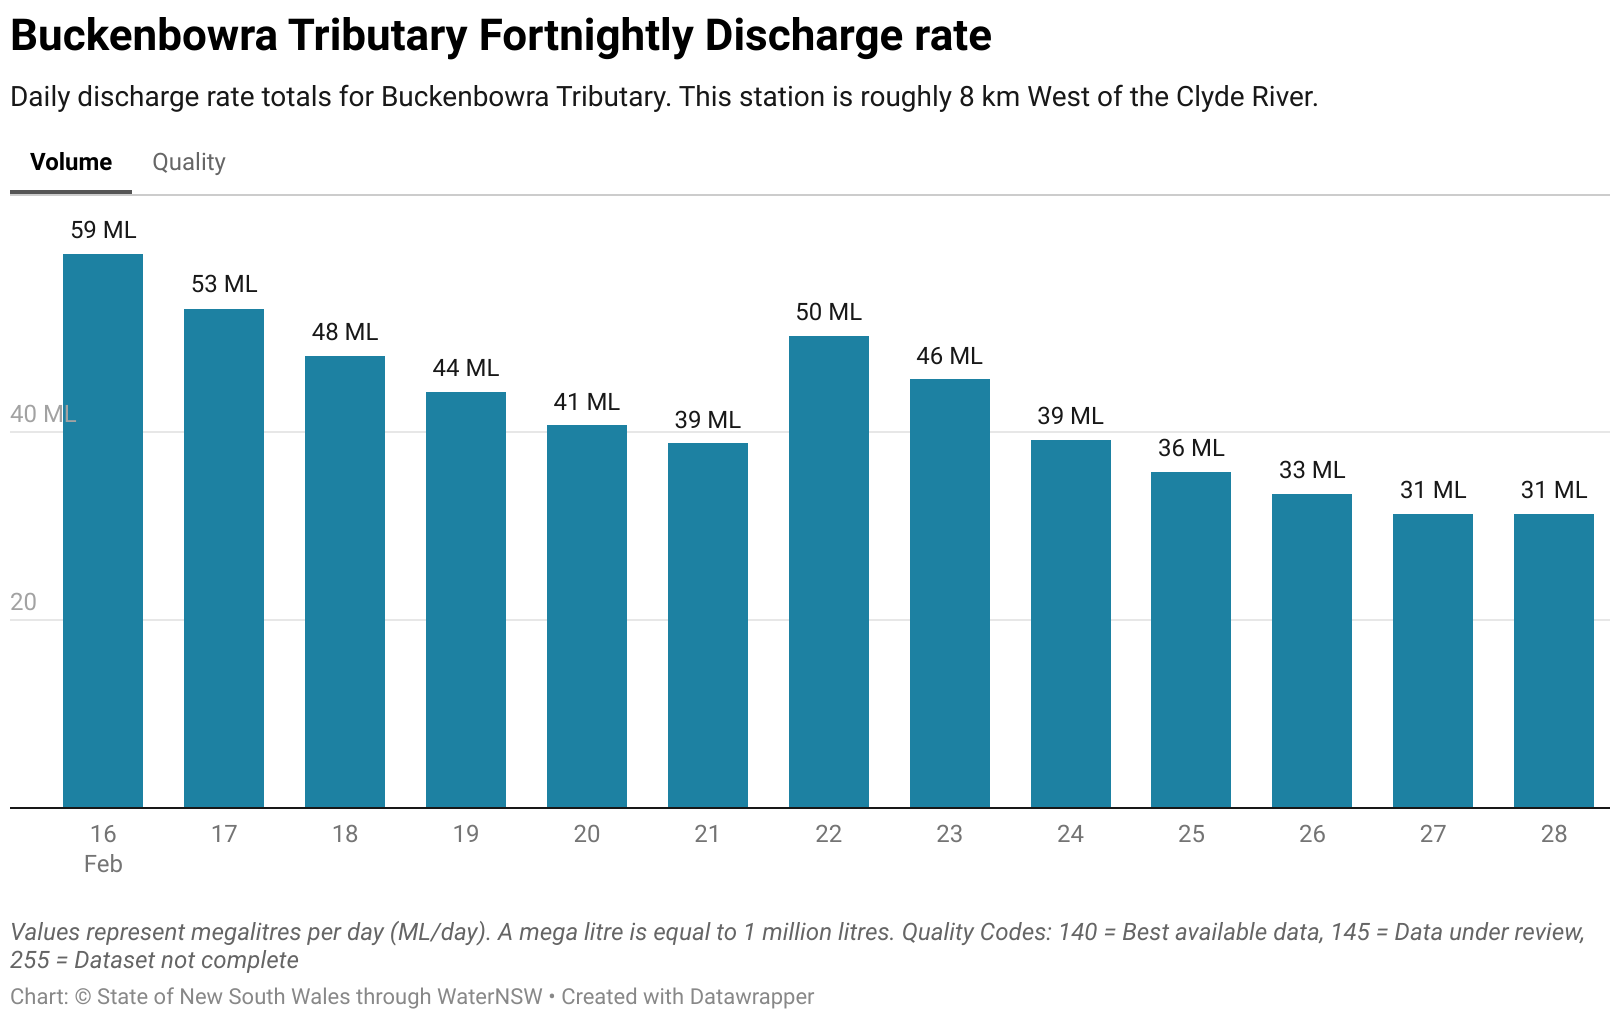 Buckenbowra Tributary Fortnightly Discharge rate
Daily discharge rate totals for Buckenbowra Tributary. This station is roughly 8 km West of the Clyde River.
Volume Quality
59 ML
53 ML
48 ML
44 ML
41 ML
39 ML
50 ML
46 ML
39 ML
36 ML
33 ML
31 ML
31 ML
40 ML
20
16 17 18 19 20 21 22 23 24 25 26 27 28
Feb
Values represent megalitres per day (ML/day). A mega litre is equal to 1 million litres. Quality Codes: 140 = Best available data, 145 = Data under review,
255 = Dataset not complete
Chart: © State of New South Wales through WaterNSW • Created with Datawrapper